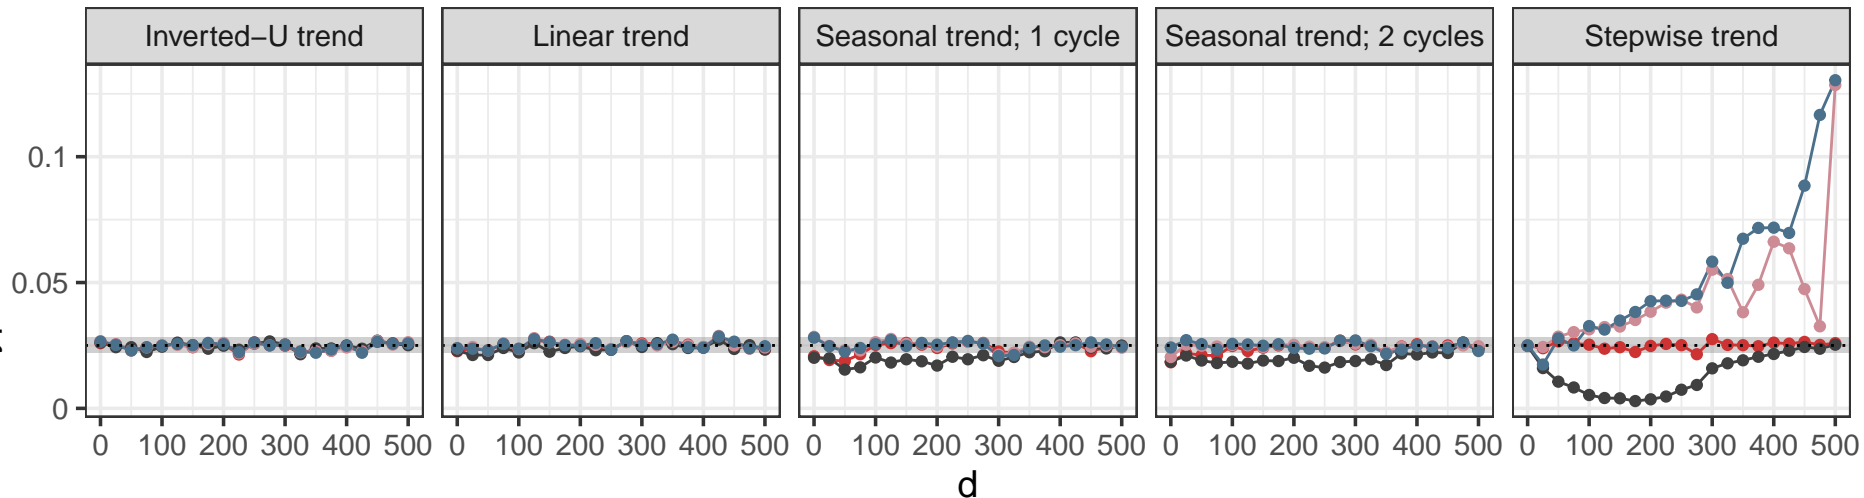 Inverted−U trend
Linear trend
Seasonal trend; 1 cycle
Seasonal trend; 2 cycles
Stepwise trend
0.1
0.05
0
0 100 200 300 400 500
0 100 200 300 400 500
0 100 200 300 400 500
0 100 200 300 400 500
0 100 200 300 400 500
d